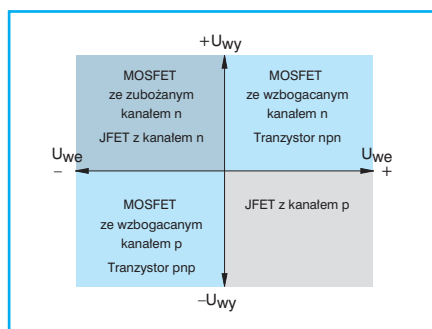 +Uwy
MOSFET
ze zubożanym
kanałem n
JFET z kanałem n
MOSFET
ze wzbogacanym
kanałem n
Tranzystor npn
Uwe
–
Uwe
+
MOSFET
ze wzbogacanym
kanałem p
Tranzystor pnp
JFET z kanałem p
–Uwy